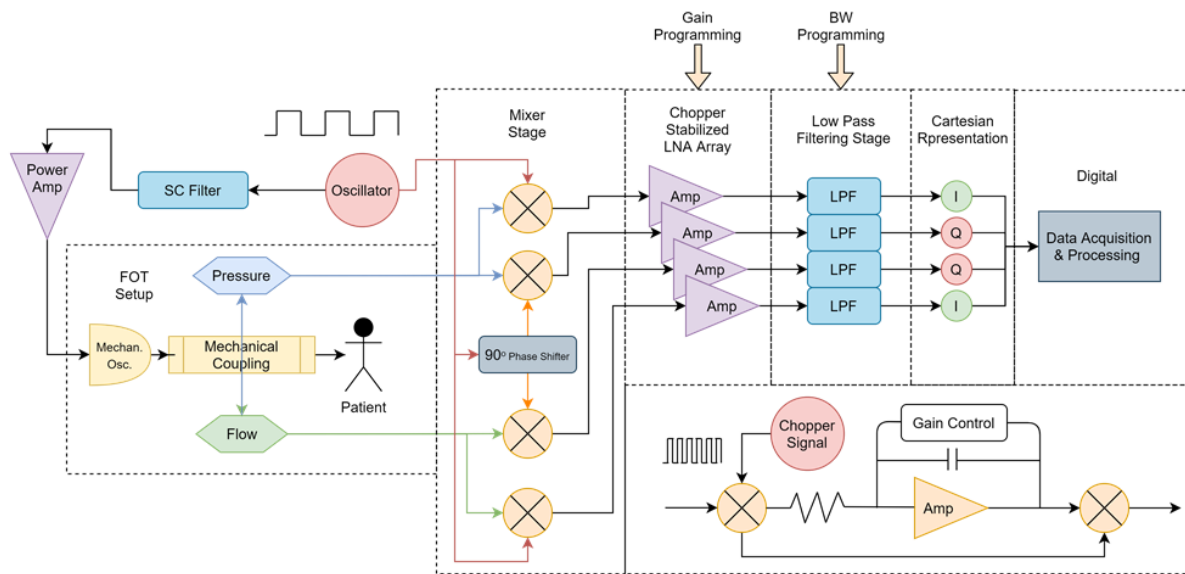 Gain
Programming
BW
Programming
Mixer
Stage
Chopper
Stabilized
LNA Array
Low Pass
Filtering Stage
Cartesian
Rpresentation
Digital
Power
Amp
SC Filter
Oscillator
Amp
LPF
I
Amp
LPF
Q
Data Acquisition
& Processing
FOT
Setup
Pressure
Amp
LPF
Q
Amp
LPF
I
Mechan.
Osc.
Mechanical
Coupling
90º Phase Shifter
Patient
Flow
Chopper
Signal
Gain Control
Amp